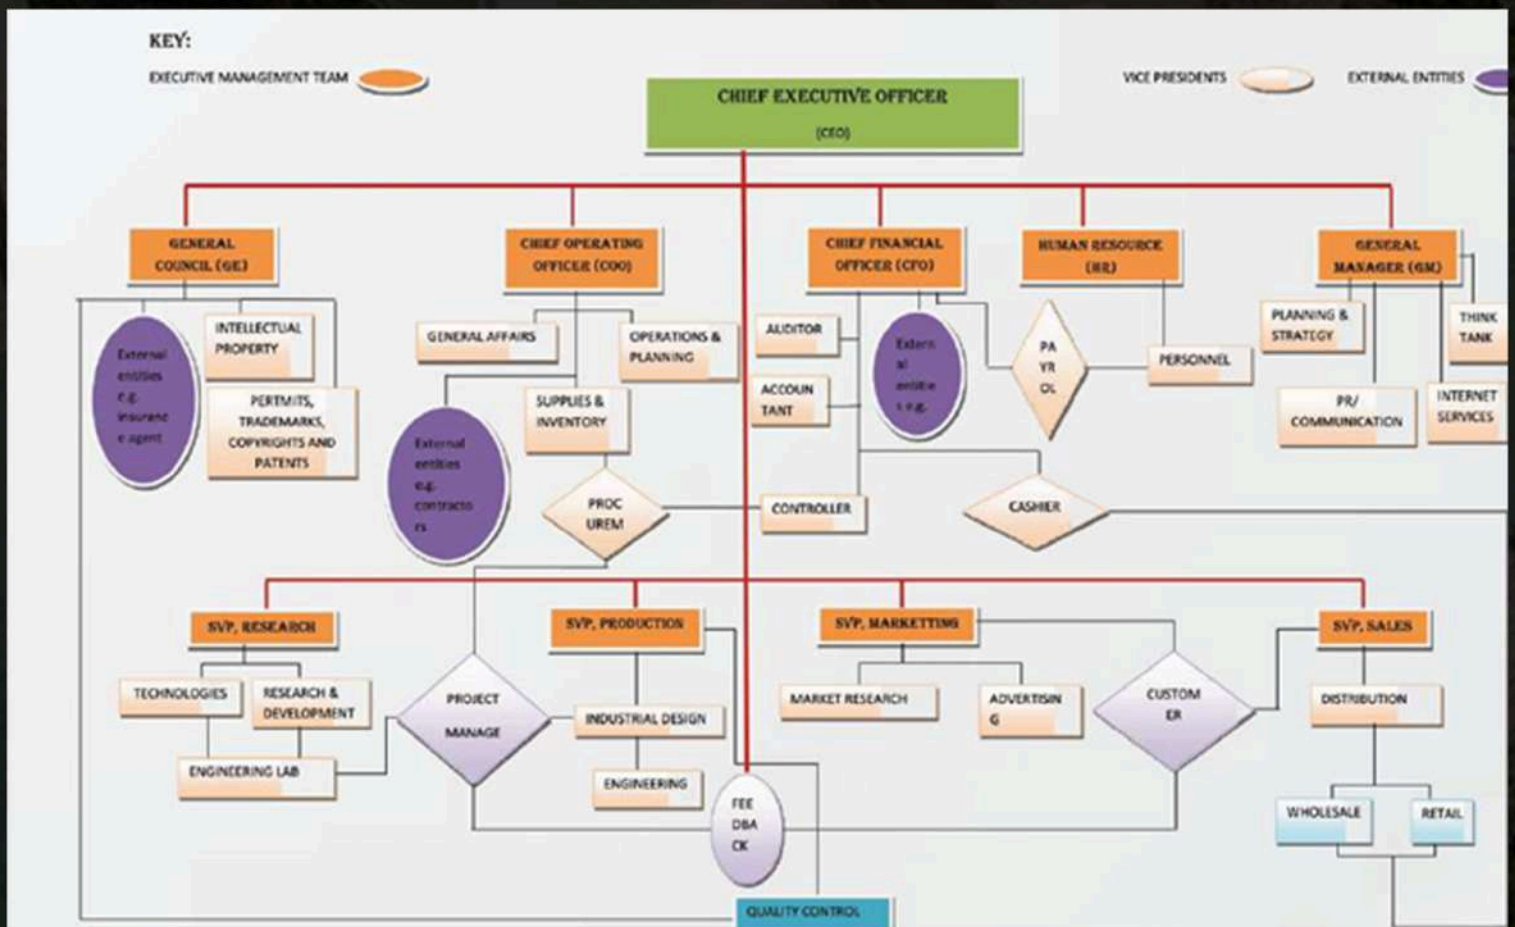 KEY:
EXECUTIVE MANAGEMENT TEAM
VICE PRESIDENTS
EXTERNAL ENTITIES
CHIEF EXECUTIVE OFFICER
(CEO)
GENERAL
COUNCIL (GE)
CHIEF OPERATING
OFFICER (COO)
CHIEF FINANCIAL
OFFICER (CFO)
HUMAN RESOURCE
(HR)
GENERAL
MANAGER (GM)
External
entities
e.g.
insuranc
e agent
INTELLECTUAL
PROPERTY
PERTMITS,
TRADEMARKS,
COPYRIGHTS AND
PATENTS
GENERAL AFFAIRS
OPERATIONS &
PLANNING
External
entities
e.g.
contracto
rs
SUPPLIES &
INVENTORY
PROC
UREM
AUDITOR
ACCOUN
TANT
CONTROLLER
Extern
al
entitie
s e.g.
PA
YR
OL
CASHIER
PERSONNEL
PLANNING &
STRATEGY
THINK
TANK
PR/
COMMUNICATION
INTERNET
SERVICES
SVP, RESEARCH
SVP, PRODUCTION
SVP, MARKETTING
SVP, SALES
TECHNOLOGIES
RESEARCH &
DEVELOPMENT
ENGINEERING LAB
PROJECT
MANAGE
INDUSTRIAL DESIGN
ENGINEERING
MARKET RESEARCH
ADVERTISIN
G
CUSTOM
ER
DISTRIBUTION
WHOLESALE
RETAIL
FEE
DBA
CK
QUALITY CONTROL